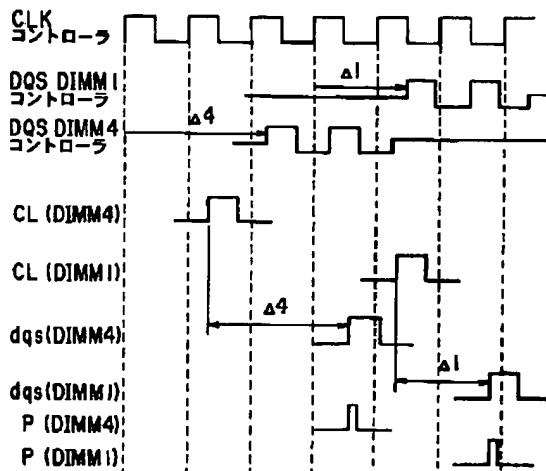 CLK
コントローラ
DQS DIMM1
コントローラ
Δ1
DQS DIMM4
コントローラ
Δ4
CL (DIMM4)
CL (DIMM1)
Δ4
dqs(DIMM4)
Δ1
dqs(DIMM1)
P (DIMM4)
P (DIMM1)